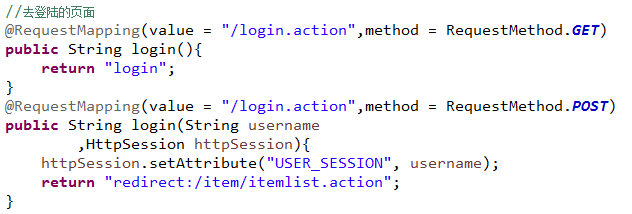 //去登陆的页面
@RequestMapping(value = "/login.action",method = RequestMethod.GET)
public String login(){
    return "login";
}
@RequestMapping(value = "/login.action",method = RequestMethod.POST)
public String login(String username
        ,HttpSession httpSession){
    httpSession.setAttribute("USER_SESSION", username);
    return "redirect:/item/itemlist.action";
}